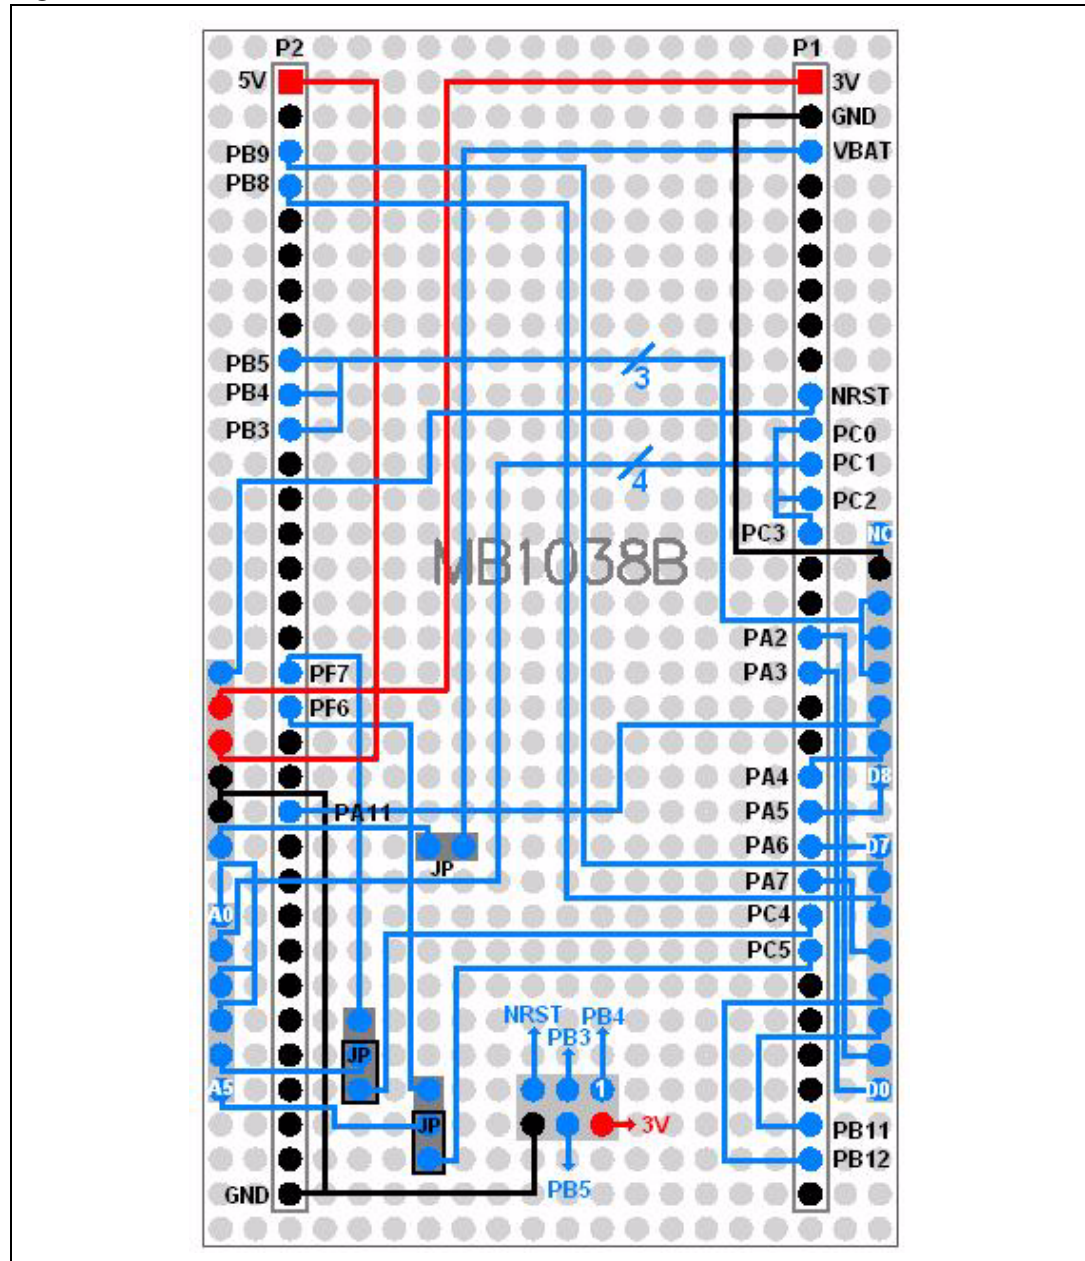 P2 P1
5V 3V
GND
PB9 VBAT
PB8
PB5
3
PB4 NRST
PB3 PC0
PC1
4
PC2
PC3 NC
MB1038B
PA2
PF7 PA3
PF6
PA4 D8
PA11 PA5
PA6 D7
JP
PA7
A0 PC4
PC5
NRST PB4
PB3
JP
A5 1 D0
JP 3V PB11
PB12
PB5
GND